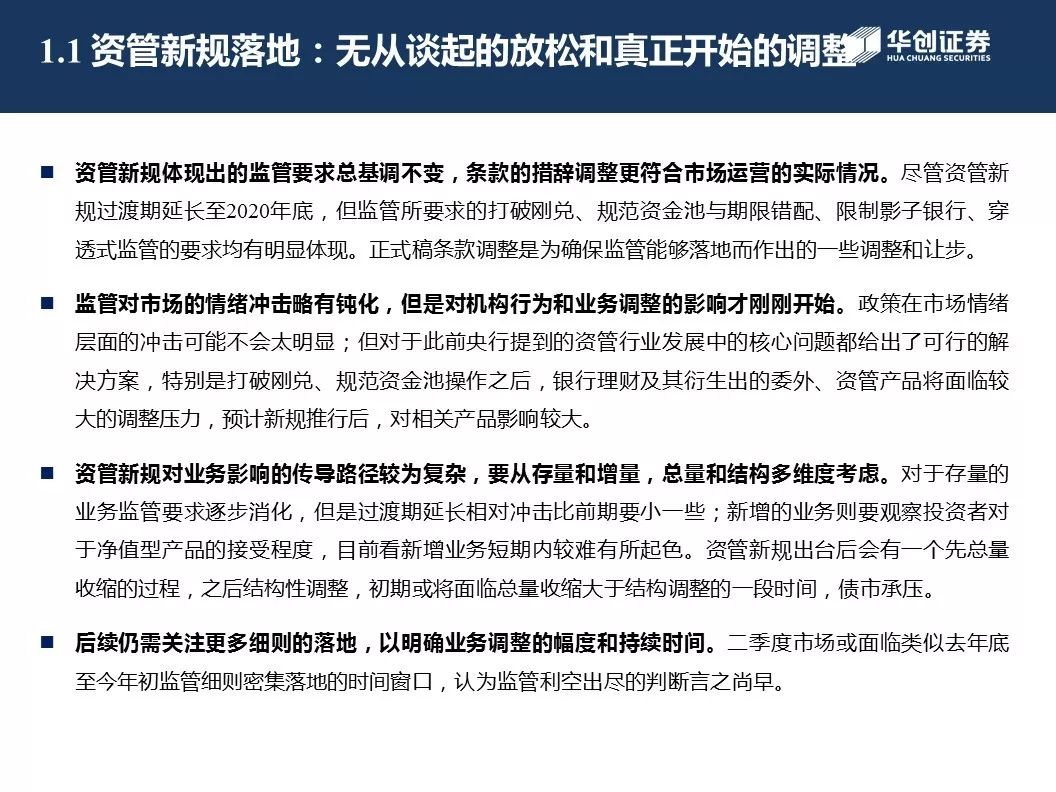 1.1 资管新规落地：无从谈起的放松和真正开始的调整
华创证券
HUA CHUANG SECURITIES
■ 资管新规体现出的监管要求总基调不变，条款的措辞调整更符合市场运营的实际情况。尽管资管新
规过渡期延长至2020年底，但监管所要求的打破刚兑、规范资金池与期限错配、限制影子银行、穿
透式监管的要求均有明显体现。正式稿条款调整是为确保监管能够落地而作出的一些调整和让步。
■ 监管对市场的情绪冲击略有钝化，但是对机构行为和业务调整的影响才刚刚开始。政策在市场情绪
层面的冲击可能不会太明显；但对于此前央行提到的资管行业发展中的核心问题都给出了可行的解
决方案，特别是打破刚兑、规范资金池操作之后，银行理财及其衍生出的委外、资管产品将面临较
大的调整压力，预计新规推行后，对相关产品影响较大。
■ 资管新规对业务影响的传导路径较为复杂，要从存量和增量，总量和结构多维度考虑。对于存量的
业务监管要求逐步消化，但是过渡期延长相对冲击比前期要小一些；新增的业务则要观察投资者对
于净值型产品的接受程度，目前看新增业务短期内较难有所起色。资管新规出台后会有一个先总量
收缩的过程，之后结构性调整，初期或将面临总量收缩大于结构调整的一段时间，债市承压。
■ 后续仍需关注更多细则的落地，以明确业务调整的幅度和持续时间。二季度市场或面临类似去年底
至今年初监管细则密集落地的时间窗口，认为监管利空出尽的判断言之尚早。